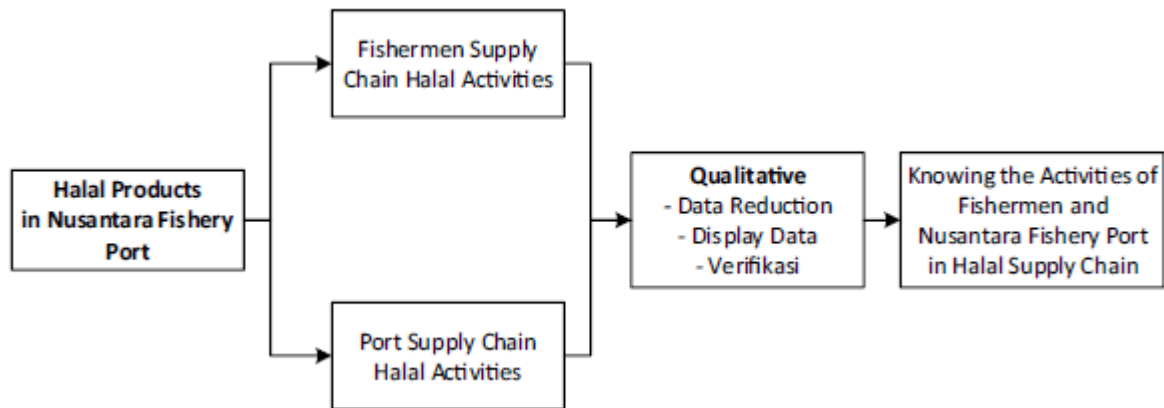 Fishermen Supply
Chain Halal Activities
Halal Products
in Nusantara Fishery
Port
Port Supply Chain
Halal Activities
Qualitative
- Data Reduction
- Display Data
- Verifikasi
Knowing the Activities of
Fishermen and
Nusantara Fishery Port
in Halal Supply Chain